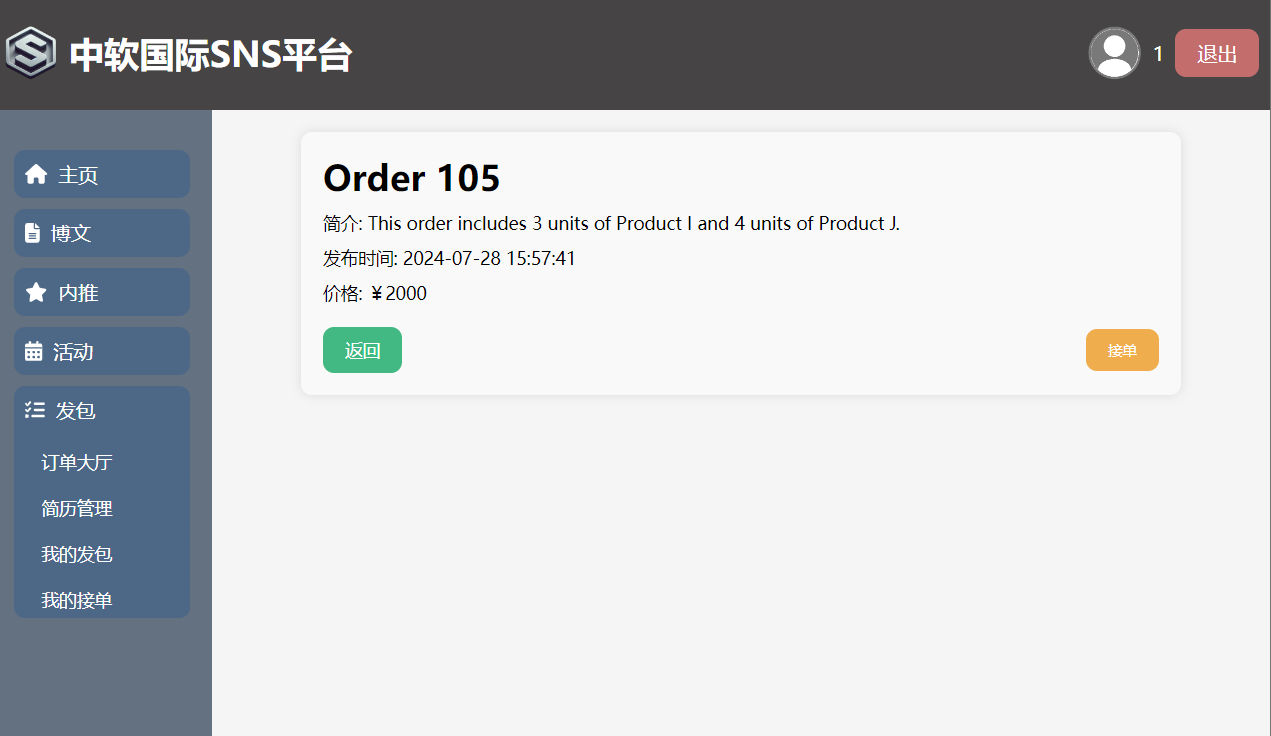 中软国际SNS平台
1
退出
主页
博文
内推
活动
发包
订单大厅
简历管理
我的发包
我的接单
Order 105
简介: This order includes 3 units of Product I and 4 units of Product J.
发布时间: 2024-07-28 15:57:41
价格: ￥2000
返回
接单